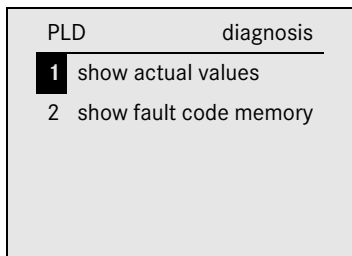 PLD diagnosis
1 show actual values
2 show fault code memory